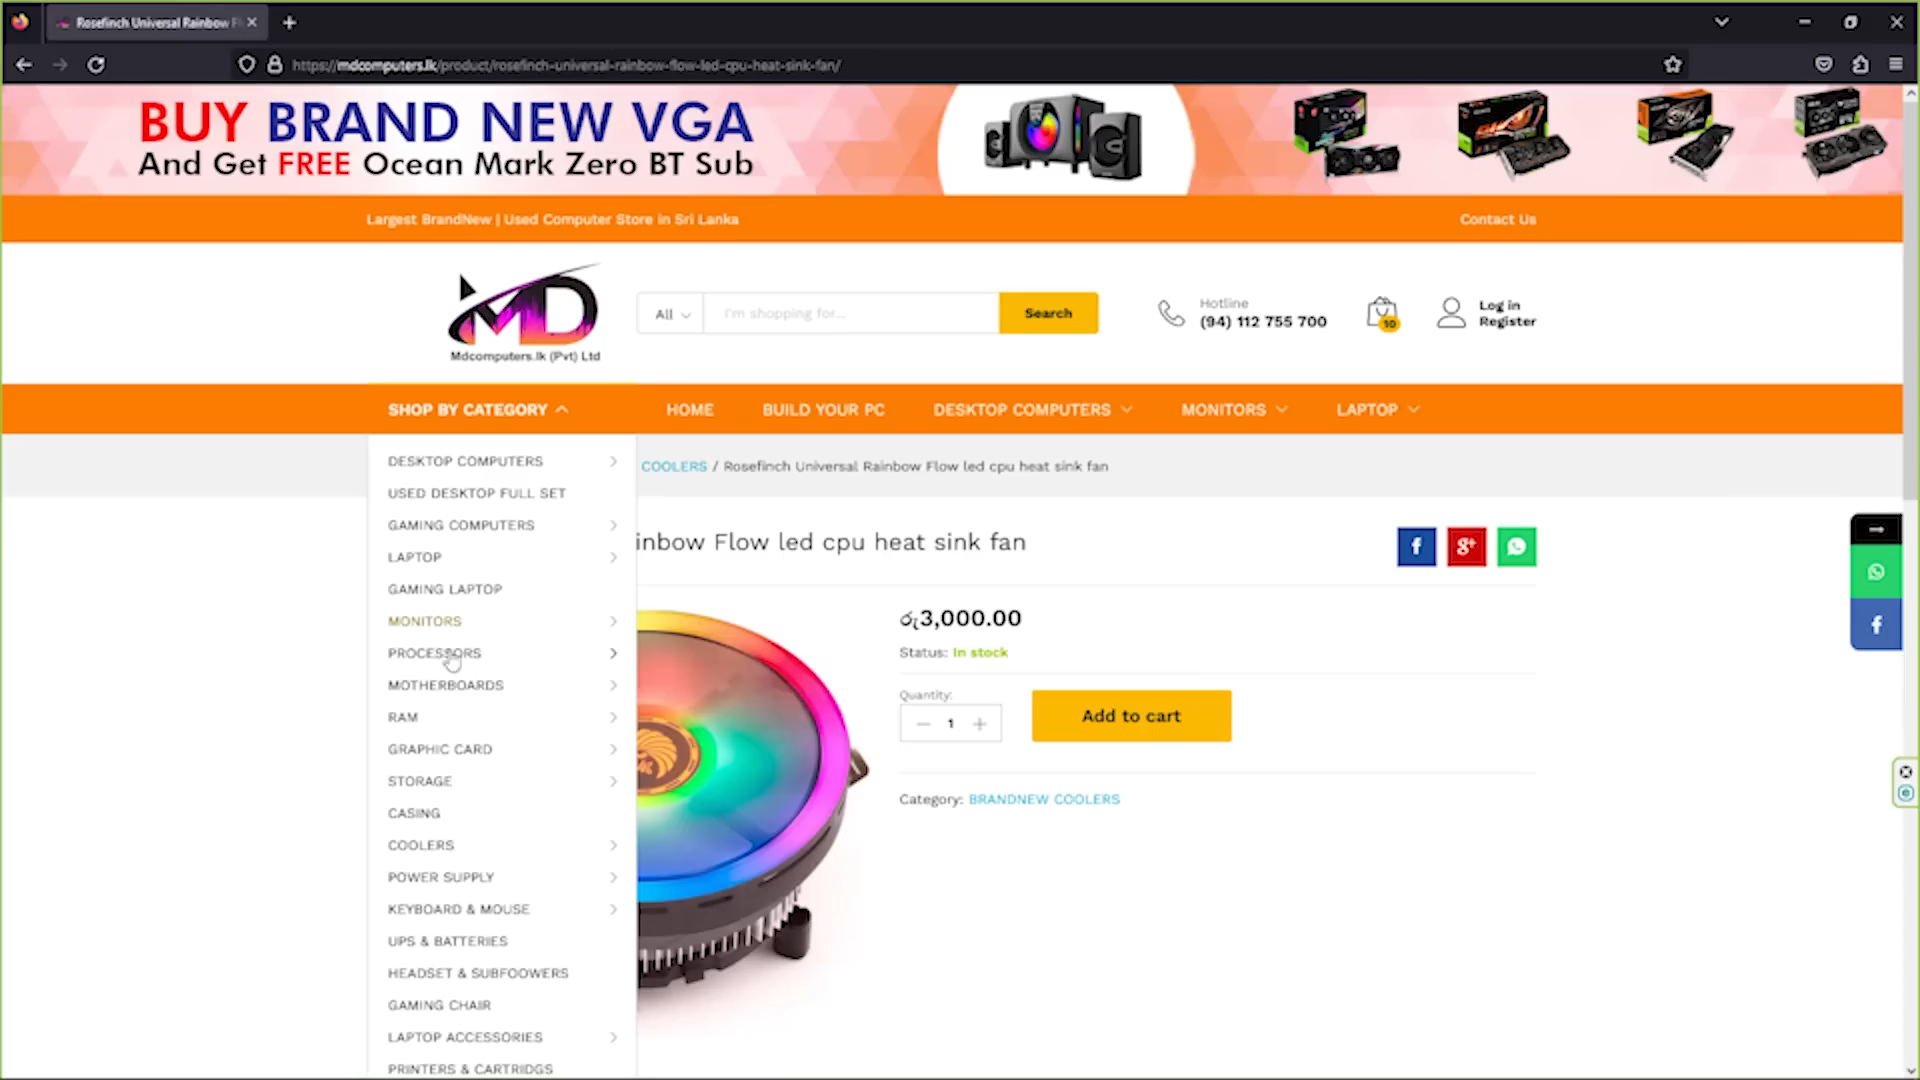 Rosefinch Universal Rainbow Fl
https://mdcomputers.lk/product/rosefinch-universal-rainbow-flow-led-cpu-heat-sink-fan/
BUY BRAND NEW VGA
And Get FREE Ocean Mark Zero BT Sub
Largest BrandNew | Used Computer Store in Sri Lanka
Contact Us
MD
Mdcomputers.lk (Pvt) Ltd
All
I'm shopping for...
Search
Hotline
(94) 112 755 700
10
Log in
Register
SHOP BY CATEGORY
HOME
BUILD YOUR PC
DESKTOP COMPUTERS
MONITORS
LAPTOP
DESKTOP COMPUTERS
USED DESKTOP FULL SET
GAMING COMPUTERS
LAPTOP
GAMING LAPTOP
MONITORS
PROCESSORS
MOTHERBOARDS
RAM
GRAPHIC CARD
STORAGE
CASING
COOLERS
POWER SUPPLY
KEYBOARD & MOUSE
UPS & BATTERIES
HEADSET & SUBFOOWERS
GAMING CHAIR
LAPTOP ACCESSORIES
PRINTERS & CARTRIDGS
COOLERS / Rosefinch Universal Rainbow Flow led cpu heat sink fan
inbow Flow led cpu heat sink fan
රු3,000.00
Status: In stock
Quantity:
1
Add to cart
Category: BRANDNEW COOLERS